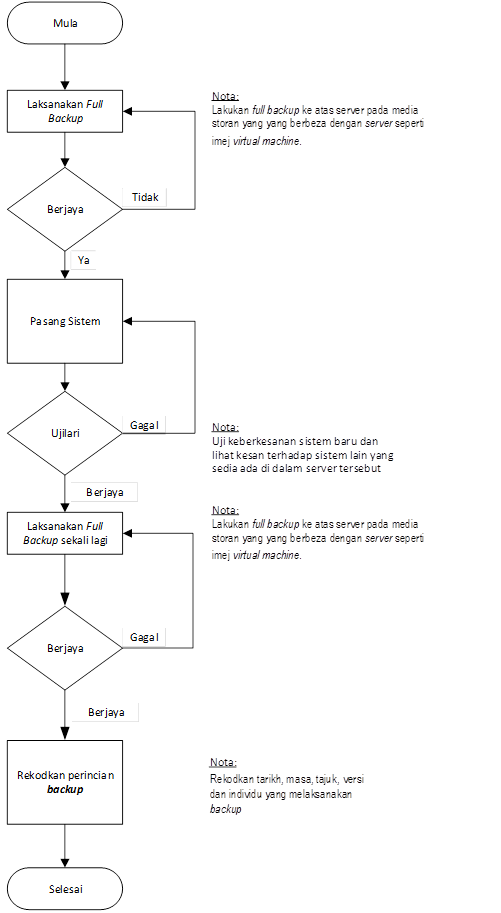 Mula
Laksanakan Full
Backup
Nota:
Lakukan full backup ke atas server pada media
storan yang yang berbeza dengan server seperti
imej virtual machine.
Tidak
Berjaya
Ya
Pasang Sistem
Gagal
Ujilari
Nota:
Uji keberkesanan sistem baru dan
lihat kesan terhadap sistem lain yang
sedia ada di dalam server tersebut
Berjaya
Laksanakan Full
Backup sekali lagi
Nota:
Lakukan full backup ke atas server pada media
storan yang yang berbeza dengan server seperti
imej virtual machine.
Gagal
Berjaya
Berjaya
Rekodkan perincian
backup
Nota:
Rekodkan tarikh, masa, tajuk, versi
dan individu yang melaksanakan
backup
Selesai